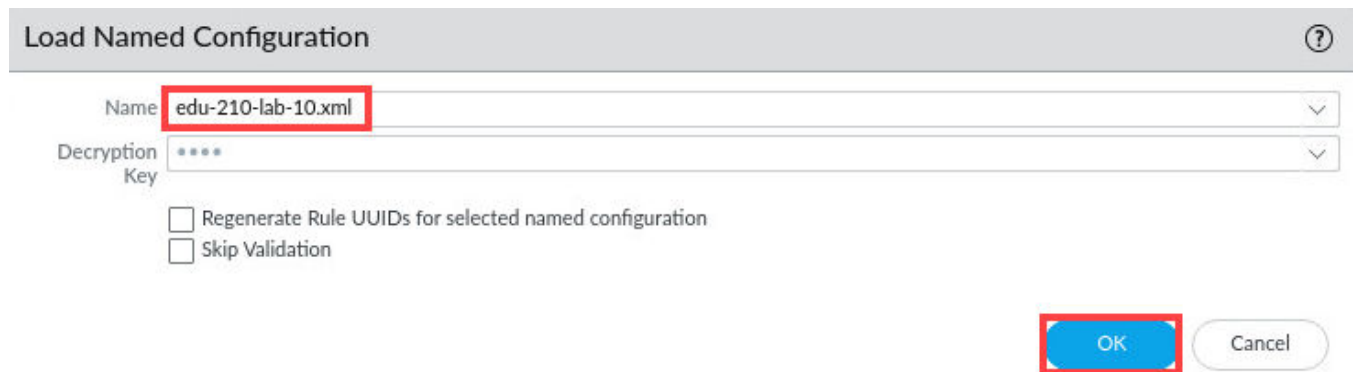 Load Named Configuration ?
Name edu-210-lab-10.xml
Decryption ••••
Key
Regenerate Rule UUIDs for selected named configuration
Skip Validation
OK Cancel